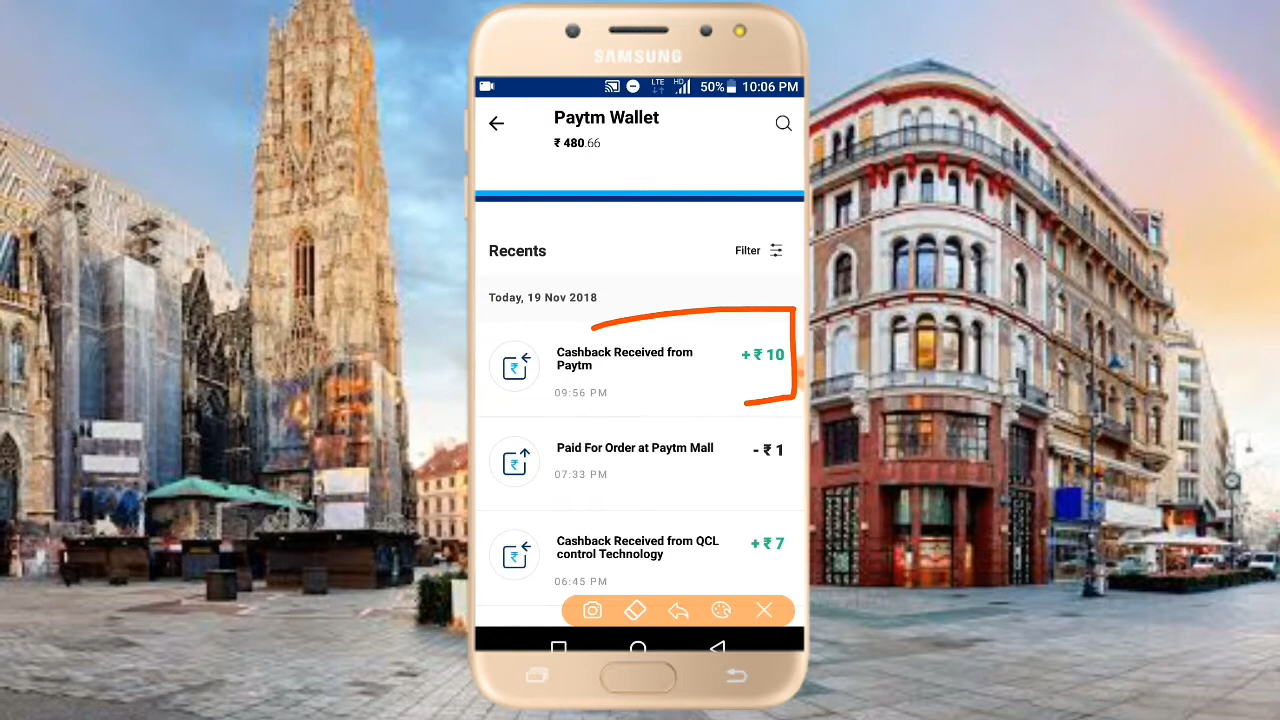 SAMSUNG
LTE HD 50% 10:06 PM
Paytm Wallet
₹ 480.66
Recents
Filter
Today, 19 Nov 2018
Cashback Received from
Paytm
+ ₹ 10
09:56 PM
Paid For Order at Paytm Mall
- ₹ 1
07:33 PM
Cashback Received from QCL
control Technology
+ ₹ 7
06:45 PM